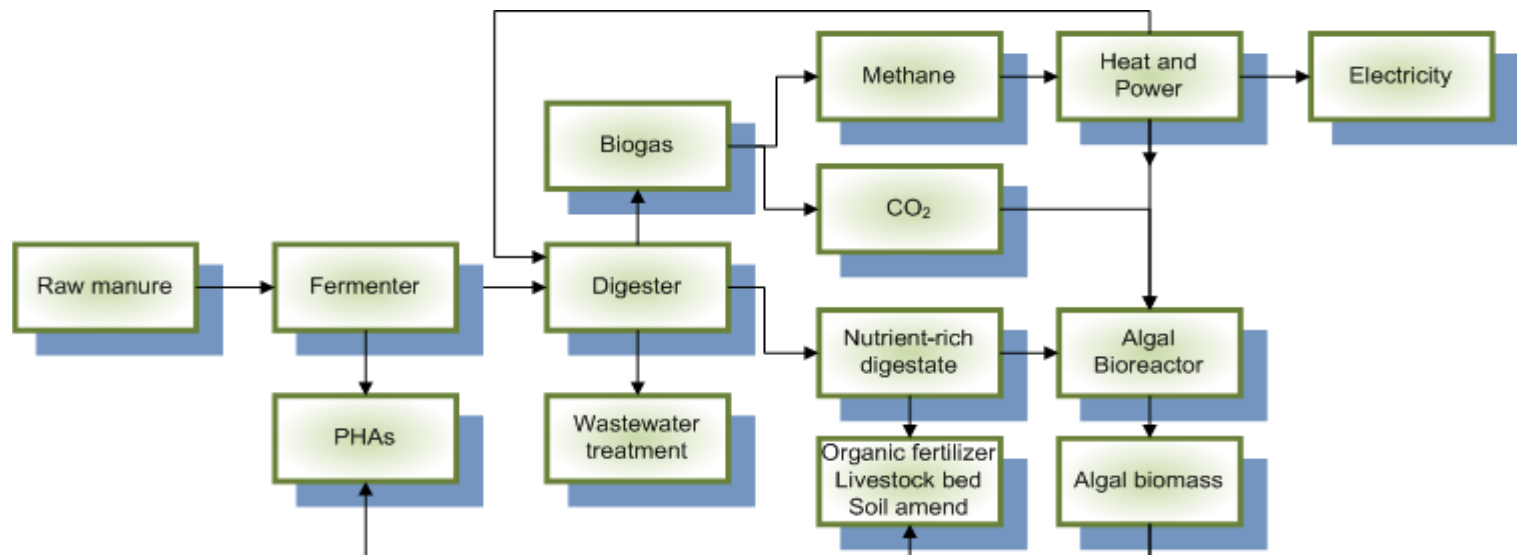 Methane
Heat and
Power
Electricity
Biogas
CO₂
Raw manure
Fermenter
Digester
Nutrient-rich
digestate
Algal
Bioreactor
PHAs
Wastewater
treatment
Organic fertilizer
Livestock bed
Soil amend
Algal biomass